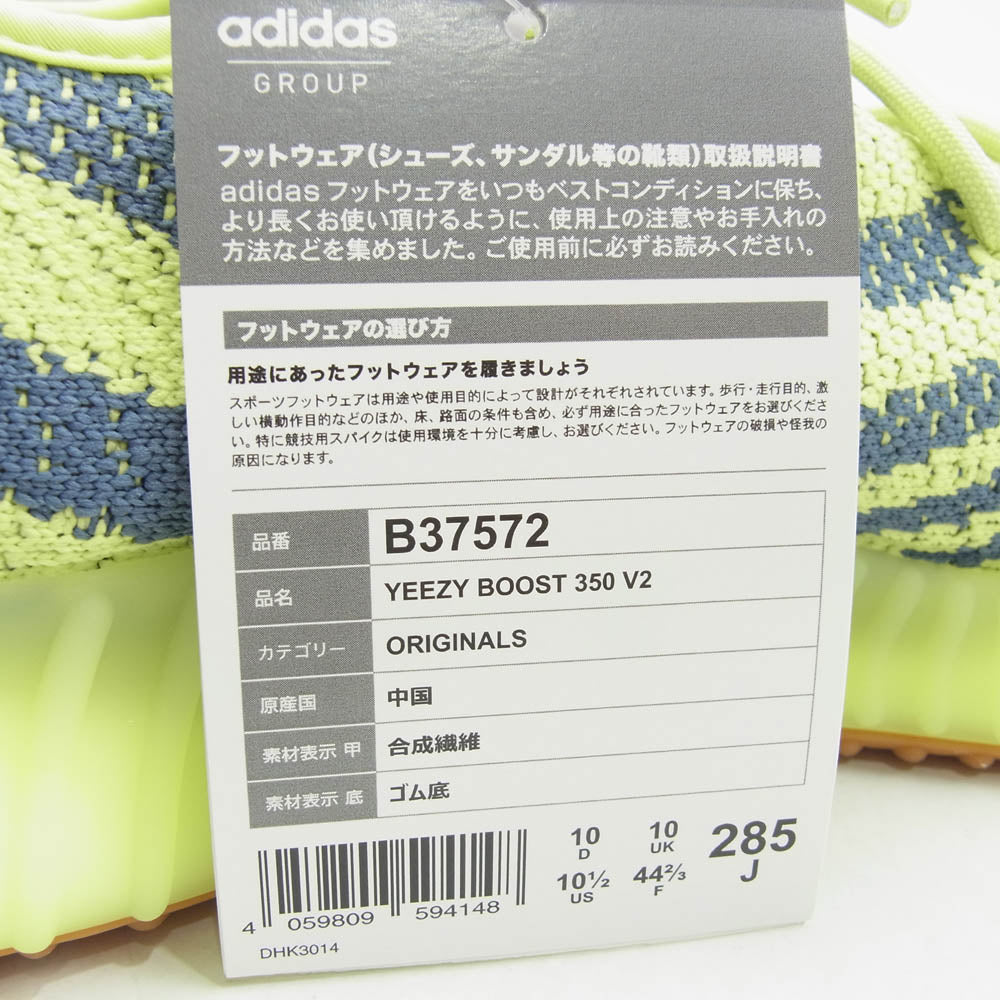 adidas
GROUP
フットウェア(シューズ、サンダル等の靴類)取扱説明書
adidas フットウェアをいつもベストコンディションに保ち、
より長くお使い頂けるように、使用上の注意やお手入れの
方法などを集めました。ご使用前に必ずお読みください。
フットウェアの選び方
用途にあったフットウェアを履きましょう
スポーツフットウェアは用途や使用目的によって設計がそれぞれされています。歩行・走行目的、激
しい横動作目的などのほか、床、路面の条件も含め、必ず用途に合ったフットウェアをお選びくださ
い。特に競技用スパイクは使用環境を十分に考慮し、お選びください。フットウェアの破損や怪我の
原因になります。
品番 B37572
品名 YEEZY BOOST 350 V2
カテゴリー ORIGINALS
原産国 中国
素材表示 甲 合成繊維
素材表示 底 ゴム底
10 10 285
D UK J
10½ 44⅔
US F
4 059809 594148
DHK3014